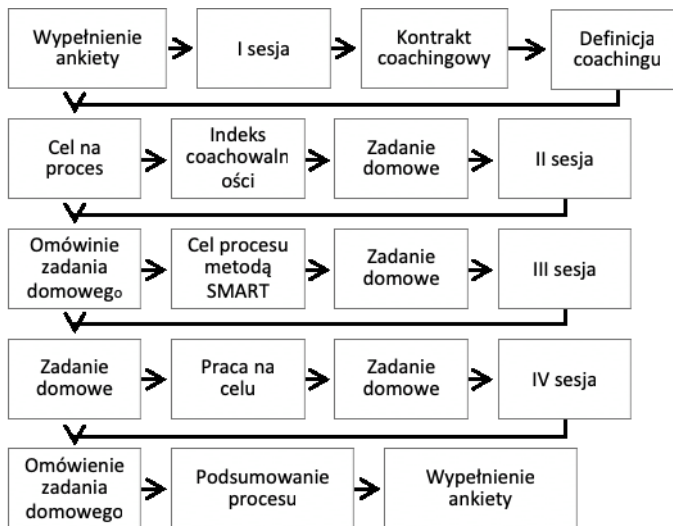 Wypełnienie
ankiety
I sesja
Kontrakt
coachingowy
Definicja
coachingu
Cel na
proces
Indeks
coachowaln
ości
Zadanie
domowe
II sesja
Omówinie
zadania
domowego
Cel procesu
metodą
SMART
Zadanie
domowe
III sesja
Zadanie
domowe
Praca na
celu
Zadanie
domowe
IV sesja
Omówienie
zadania
domowego
Podsumowanie
procesu
Wypełnienie
ankiety